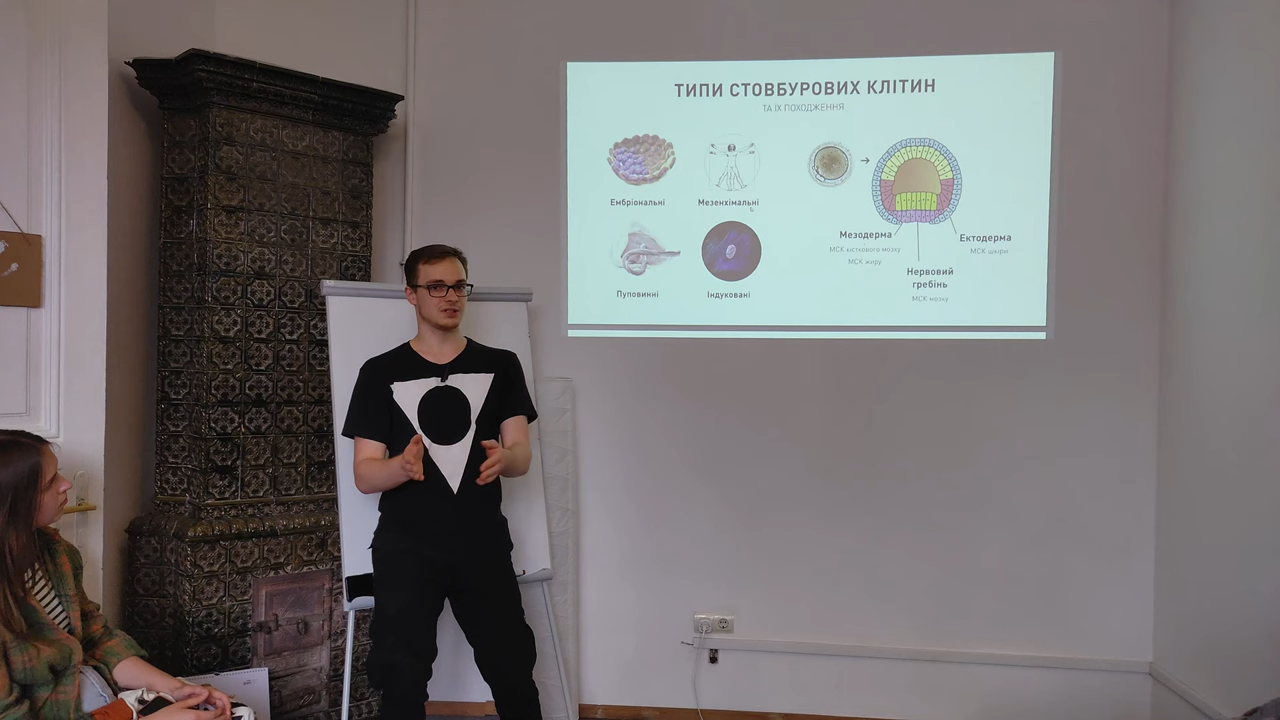 ТИПИ СТОВБУРОВИХ КЛІТИН
ТА ЇХ ПОХОДЖЕННЯ
Ембріональні
Мезенхімальні
Пуповинні
Індуковані
Мезодерма
МСК кісткового мозку
МСК жиру
Ектодерма
МСК шкіри
Нервовий
гребінь
МСК мозку